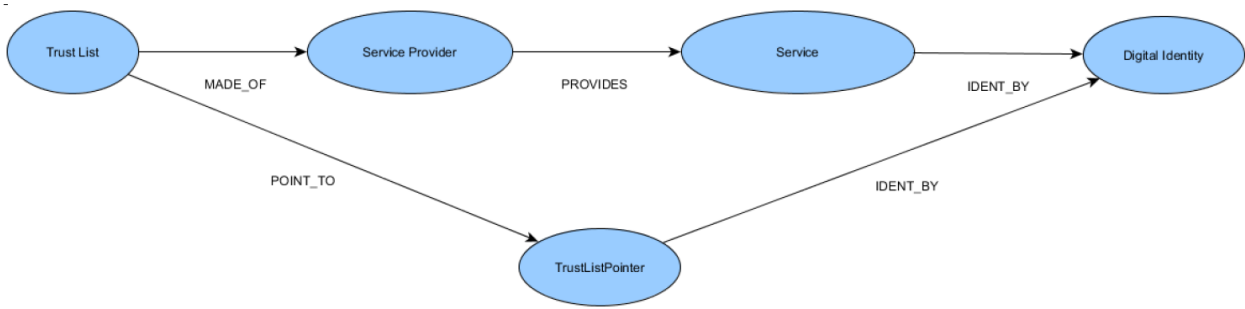 Trust List
Service Provider
Service
Digital Identity
MADE_OF
PROVIDES
IDENT_BY
POINT_TO
IDENT_BY
TrustListPointer